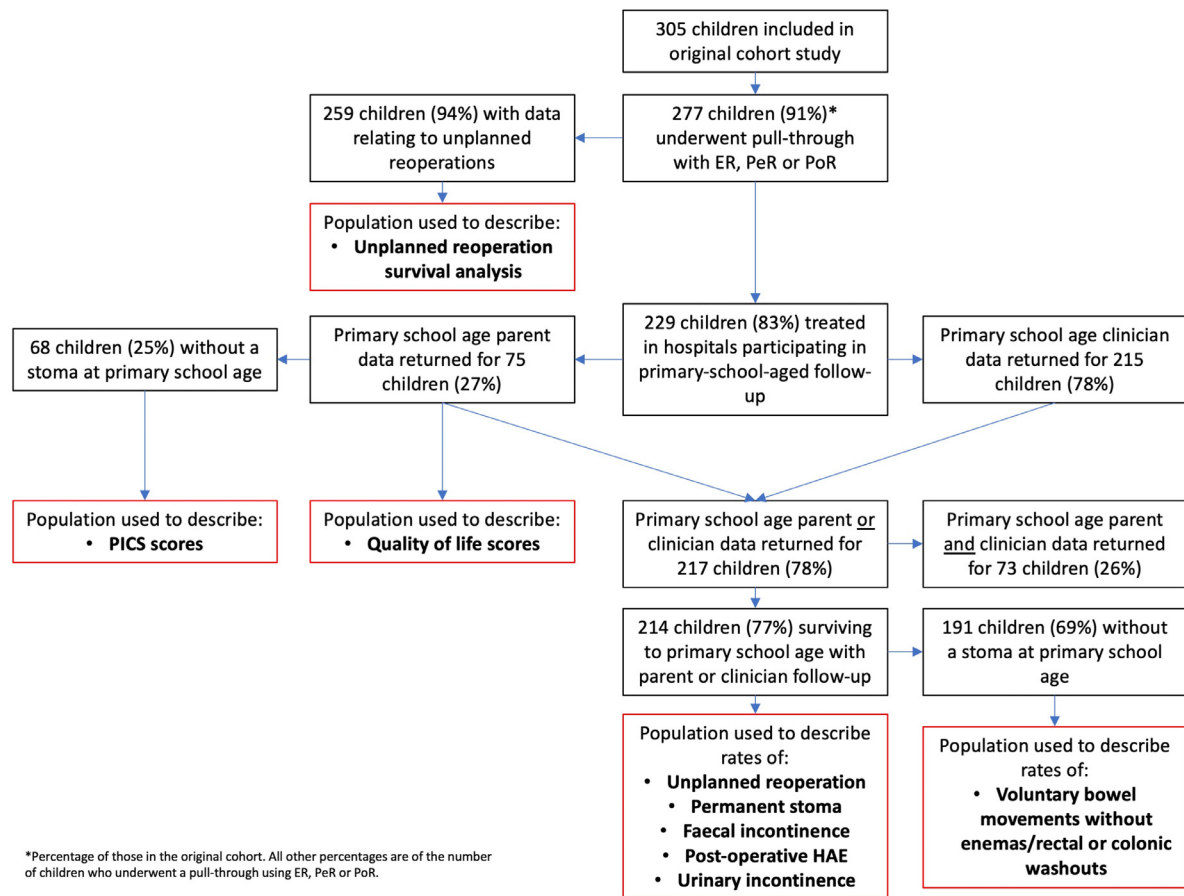 305 children included in
original cohort study
259 children (94%) with data
relating to unplanned
reoperations
277 children (91%)*
underwent pull-through
with ER, PeR or PoR
Population used to describe:
• Unplanned reoperation
survival analysis
68 children (25%) without a
stoma at primary school age
Primary school age parent
data returned for 75
children (27%)
229 children (83%) treated
in hospitals participating in
primary-school-aged follow-
up
Primary school age clinician
data returned for 215
children (78%)
Population used to describe:
• PICS scores
Population used to describe:
• Quality of life scores
Primary school age parent or
clinician data returned for
217 children (78%)
Primary school age parent
and clinician data returned
for 73 children (26%)
214 children (77%) surviving
to primary school age with
parent or clinician follow-up
191 children (69%) without
a stoma at primary school
age
Population used to describe
rates of:
• Unplanned reoperation
• Permanent stoma
• Faecal incontinence
• Post-operative HAE
• Urinary incontinence
Population used to describe
rates of:
• Voluntary bowel
movements without
enemas/rectal or colonic
washouts
*Percentage of those in the original cohort. All other percentages are of the number
of children who underwent a pull-through using ER, PeR or PoR.